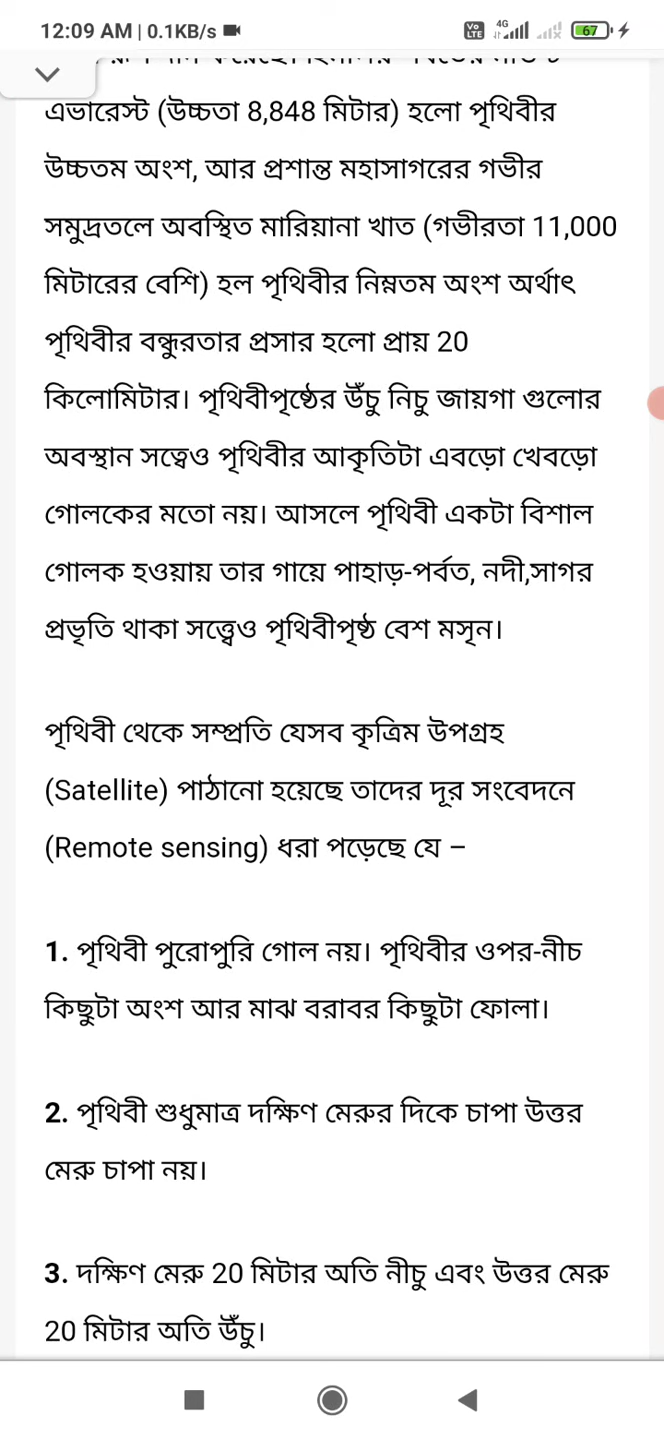 12:09 AM | 0.1KB/s
Vo LTE 4G 67
এভারেস্ট (উচ্চতা 8,848 মিটার) হলো পৃথিবীর
উচ্চতম অংশ, আর প্রশান্ত মহাসাগরের গভীর
সমুদ্রতলে অবস্থিত মারিয়ানা খাত (গভীরতা 11,000
মিটারের বেশি) হল পৃথিবীর নিম্নতম অংশ অর্থাৎ
পৃথিবীর বন্ধুরতার প্রসার হলো প্রায় 20
কিলোমিটার। পৃথিবীপৃষ্ঠের উঁচু নিচু জায়গা গুলোর
অবস্থান সত্বেও পৃথিবীর আকৃতিটা এবড়ো খেবড়ো
গোলকের মতো নয়। আসলে পৃথিবী একটা বিশাল
গোলক হওয়ায় তার গায়ে পাহাড়-পর্বত, নদী,সাগর
প্রভৃতি থাকা সত্ত্বেও পৃথিবীপৃষ্ঠ বেশ মসৃন।
পৃথিবী থেকে সম্প্রতি যেসব কৃত্রিম উপগ্রহ
(Satellite) পাঠানো হয়েছে তাদের দূর সংবেদনে
(Remote sensing) ধরা পড়েছে যে –
1. পৃথিবী পুরোপুরি গোল নয়। পৃথিবীর ওপর-নীচ
কিছুটা অংশ আর মাঝ বরাবর কিছুটা ফোলা।
2. পৃথিবী শুধুমাত্র দক্ষিণ মেরুর দিকে চাপা উত্তর
মেরু চাপা নয়।
3. দক্ষিণ মেরু 20 মিটার অতি নীচু এবং উত্তর মেরু
20 মিটার অতি উঁচু।